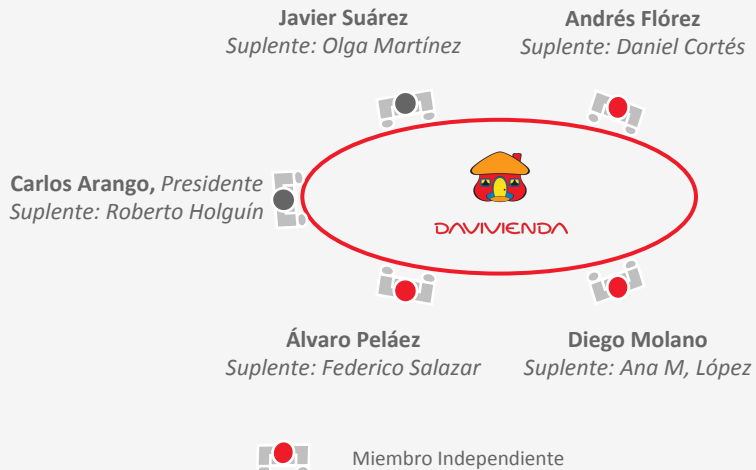 Javier Suárez
Suplente: Olga Martínez
Andrés Flórez
Suplente: Daniel Cortés
Carlos Arango, Presidente
Suplente: Roberto Holguín
DAVIVIENDA
Álvaro Peláez
Suplente: Federico Salazar
Diego Molano
Suplente: Ana M, López
Miembro Independiente